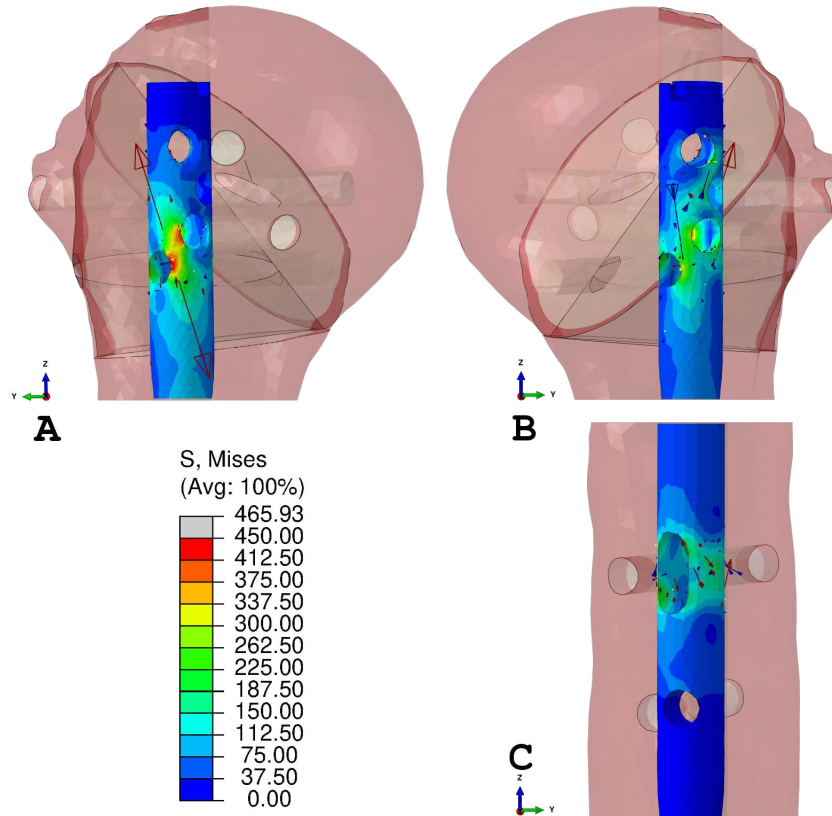 Z
Y
A
Z
Y
B
S, Mises
(Avg: 100%)
465.93
450.00
412.50
375.00
337.50
300.00
262.50
225.00
187.50
150.00
112.50
75.00
37.50
0.00
C
Z
Y